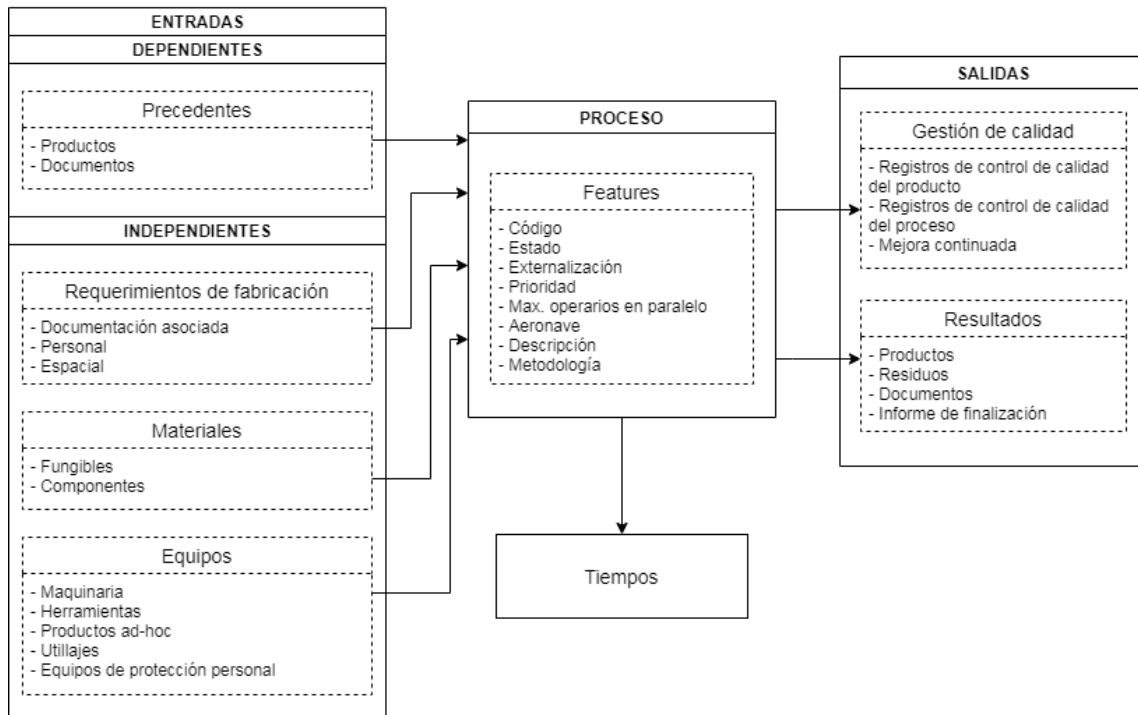 ENTRADAS
DEPENDIENTES
Precedentes
- Productos
- Documentos
INDEPENDIENTES
Requerimientos de fabricación
- Documentación asociada
- Personal
- Espacial
Materiales
- Fungibles
- Componentes
Equipos
- Maquinaria
- Herramientas
- Productos ad-hoc
- Utillajes
- Equipos de protección personal
PROCESO
Features
- Código
- Estado
- Externalización
- Prioridad
- Max. operarios en paralelo
- Aeronave
- Descripción
- Metodología
Tiempos
SALIDAS
Gestión de calidad
- Registros de control de calidad
del producto
- Registros de control de calidad
del proceso
- Mejora continuada
Resultados
- Productos
- Residuos
- Documentos
- Informe de finalización